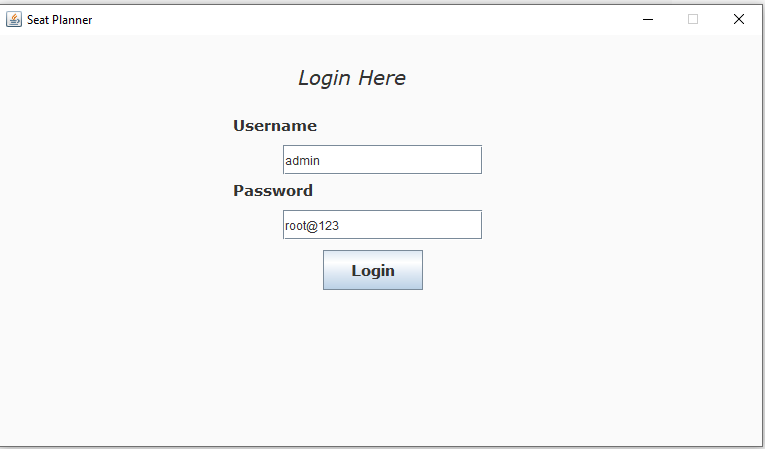 Seat Planner
Login Here
Username
admin
Password
root@123
Login